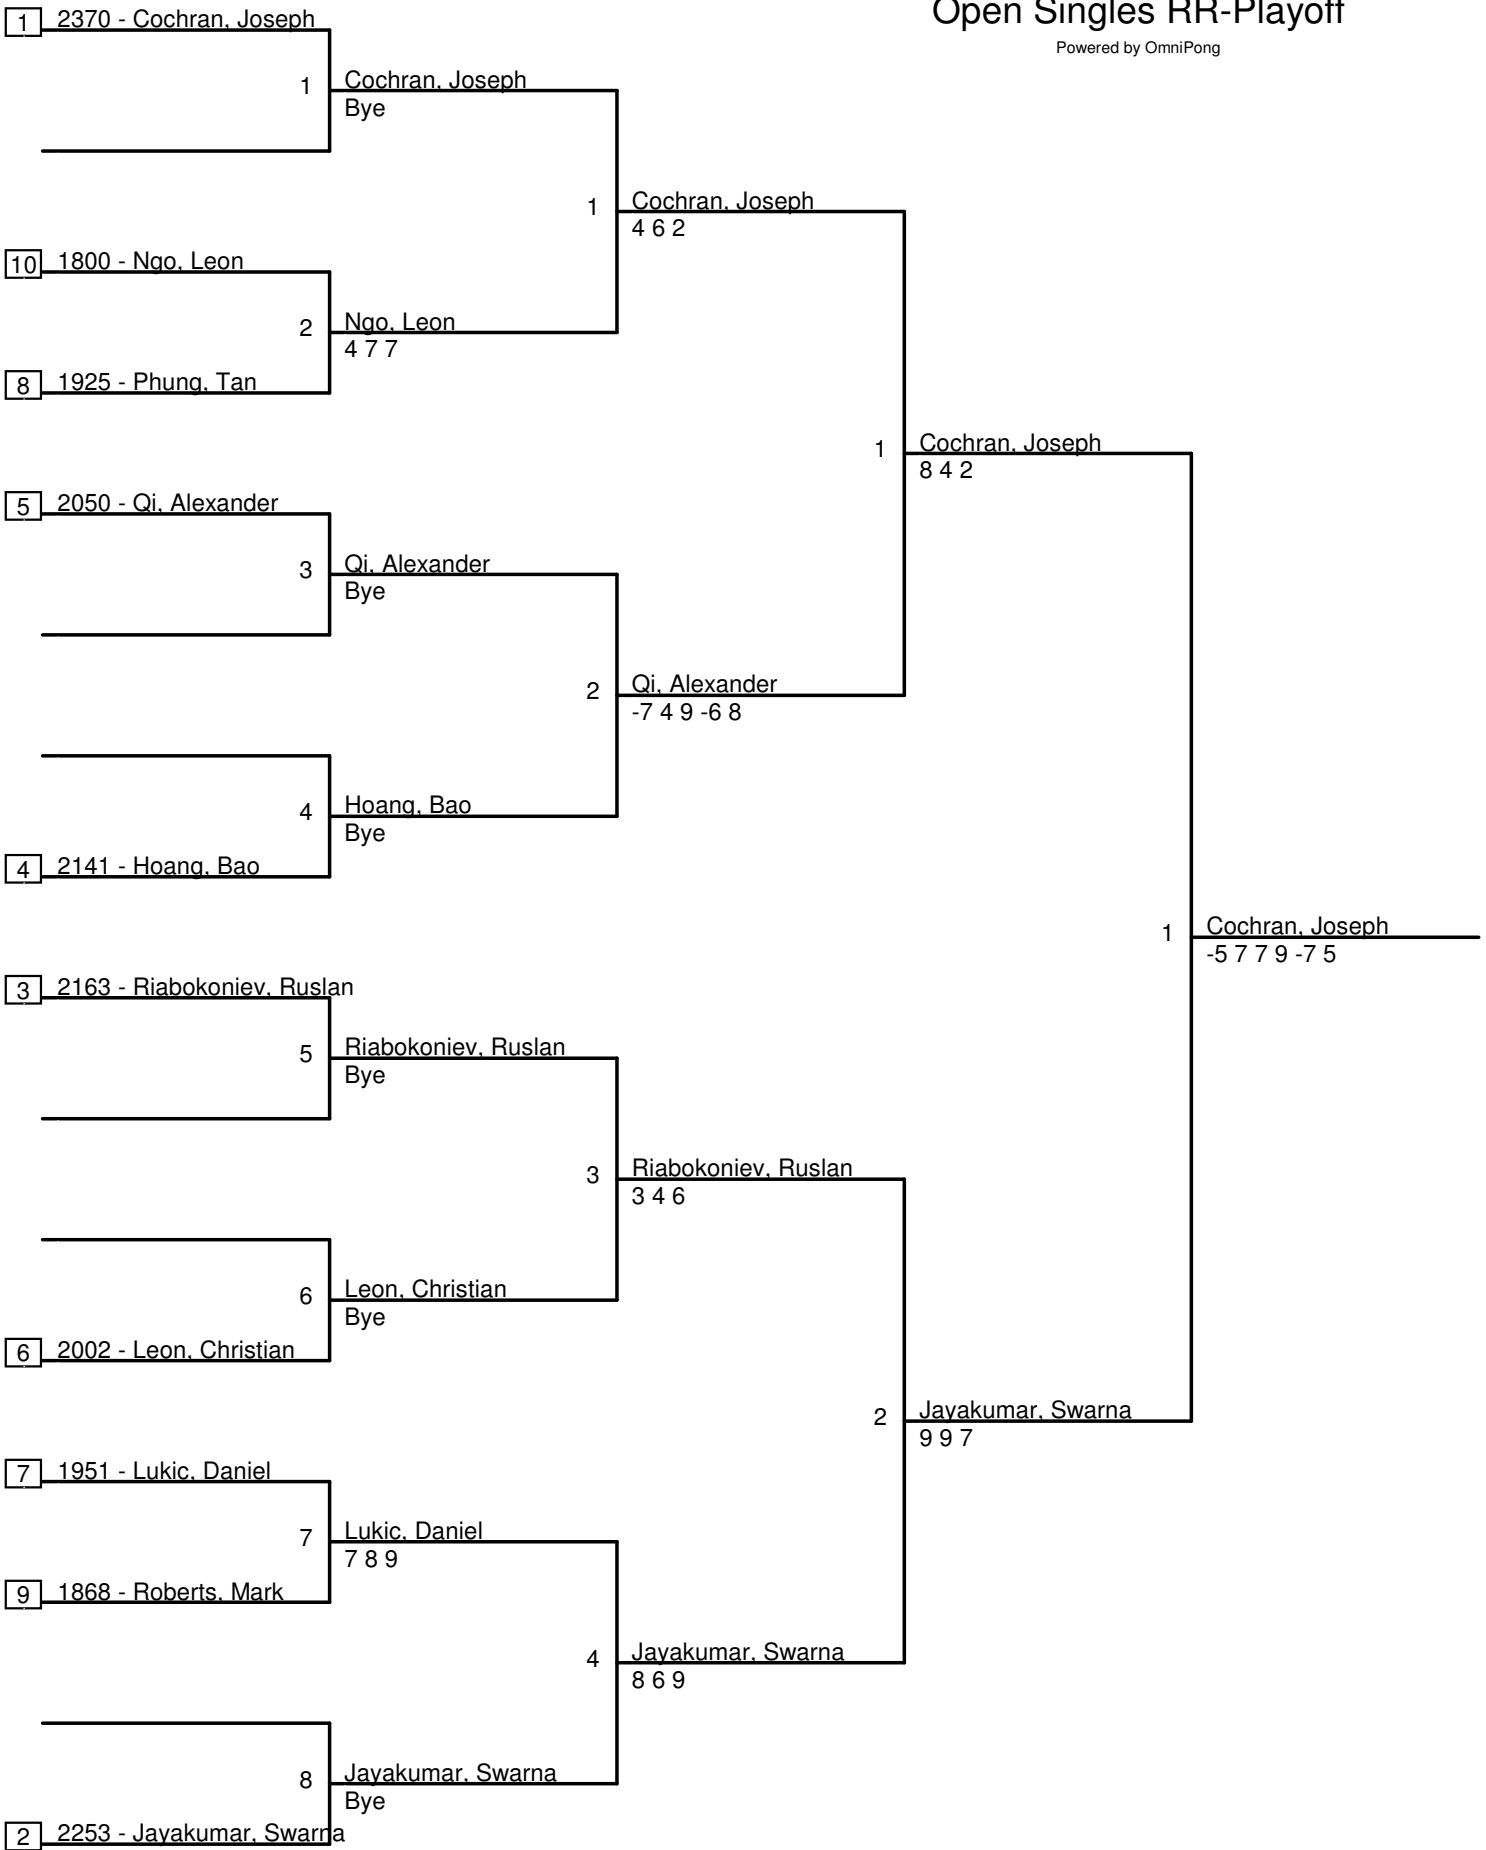 Open Singles RR-Playoff
Powered by OmniPong
1 2370 - Cochran, Joseph
1 Cochran, Joseph
Bye
1 Cochran, Joseph
4 6 2
10 1800 - Ngo, Leon
2 Ngo, Leon
4 7 7
8 1925 - Phung, Tan
1 Cochran, Joseph
8 4 2
5 2050 - Qi, Alexander
3 Qi, Alexander
Bye
2 Qi, Alexander
-7 4 9 -6 8
4 Hoang, Bao
Bye
4 2141 - Hoang, Bao
1 Cochran, Joseph
-5 7 7 9 -7 5
3 2163 - Riabokoniev, Ruslan
5 Riabokoniev, Ruslan
Bye
3 Riabokoniev, Ruslan
3 4 6
6 Leon, Christian
Bye
6 2002 - Leon, Christian
2 Jayakumar, Swarna
9 9 7
7 1951 - Lukic, Daniel
7 Lukic, Daniel
7 8 9
9 1868 - Roberts, Mark
4 Jayakumar, Swarna
8 6 9
8 Jayakumar, Swarna
Bye
2 2253 - Jayakumar, Swarna